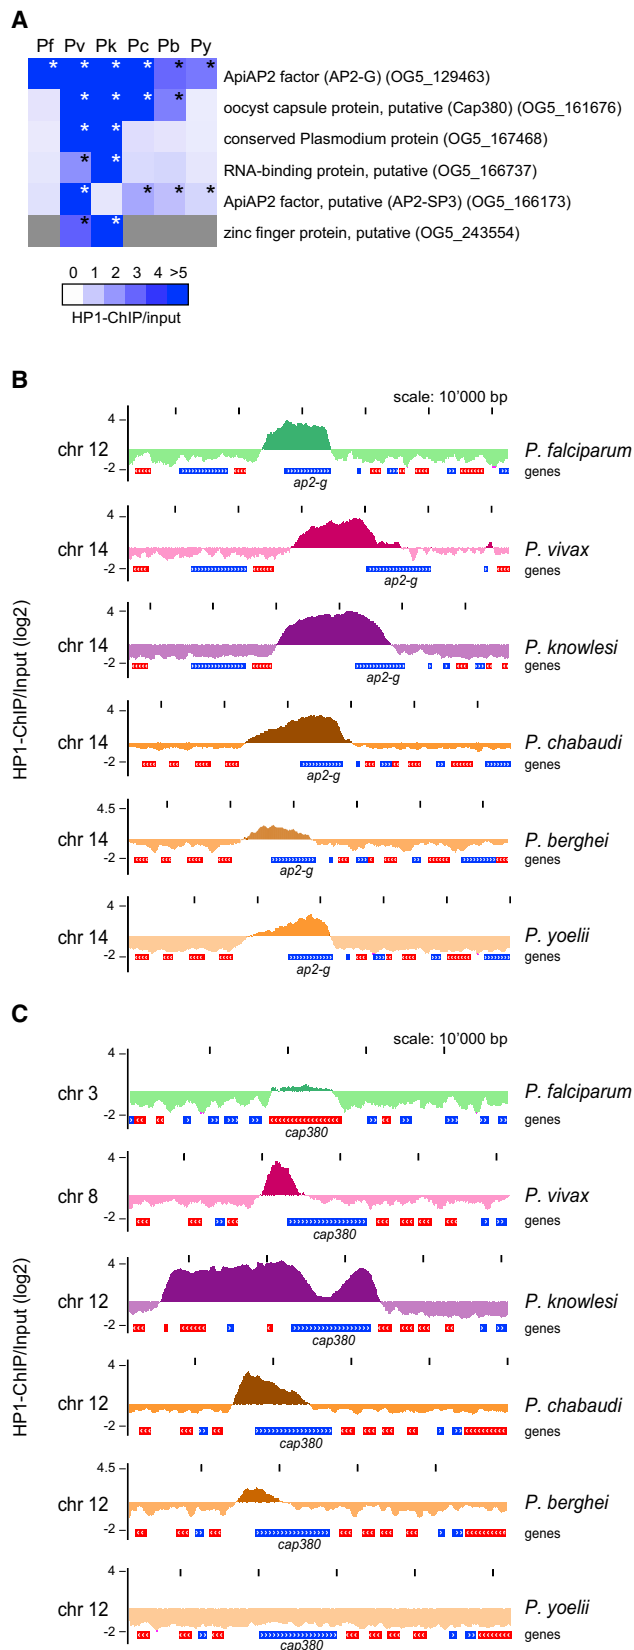 A
Pf Pv Pk Pc Pb Py
* * * * * * ApiAP2 factor (AP2-G) (OG5_129463)
* * * * oocyst capsule protein, putative (Cap380) (OG5_161676)
* * conserved Plasmodium protein (OG5_167468)
* * RNA-binding protein, putative (OG5_166737)
* * * * ApiAP2 factor, putative (AP2-SP3) (OG5_166173)
* * zinc finger protein, putative (OG5_243554)
0 1 2 3 4 >5
HP1-ChIP/input
B
scale: 10'000 bp
HP1-ChIP/Input (log2)
4
chr 12 P. falciparum
-2 genes
ap2-g
4
chr 14 P. vivax
-2 genes
ap2-g
4
chr 14 P. knowlesi
-2 genes
ap2-g
4
chr 14 P. chabaudi
-2 genes
ap2-g
4.5
chr 14 P. berghei
-2 genes
ap2-g
4
chr 14 P. yoelii
-2 genes
ap2-g
C
scale: 10'000 bp
HP1-ChIP/Input (log2)
4
chr 3 P. falciparum
-2 genes
cap380
4
chr 8 P. vivax
-2 genes
cap380
4
chr 12 P. knowlesi
-2 genes
cap380
4
chr 12 P. chabaudi
-2 genes
cap380
4.5
chr 12 P. berghei
-2 genes
cap380
4
chr 12 P. yoelii
-2 genes
cap380